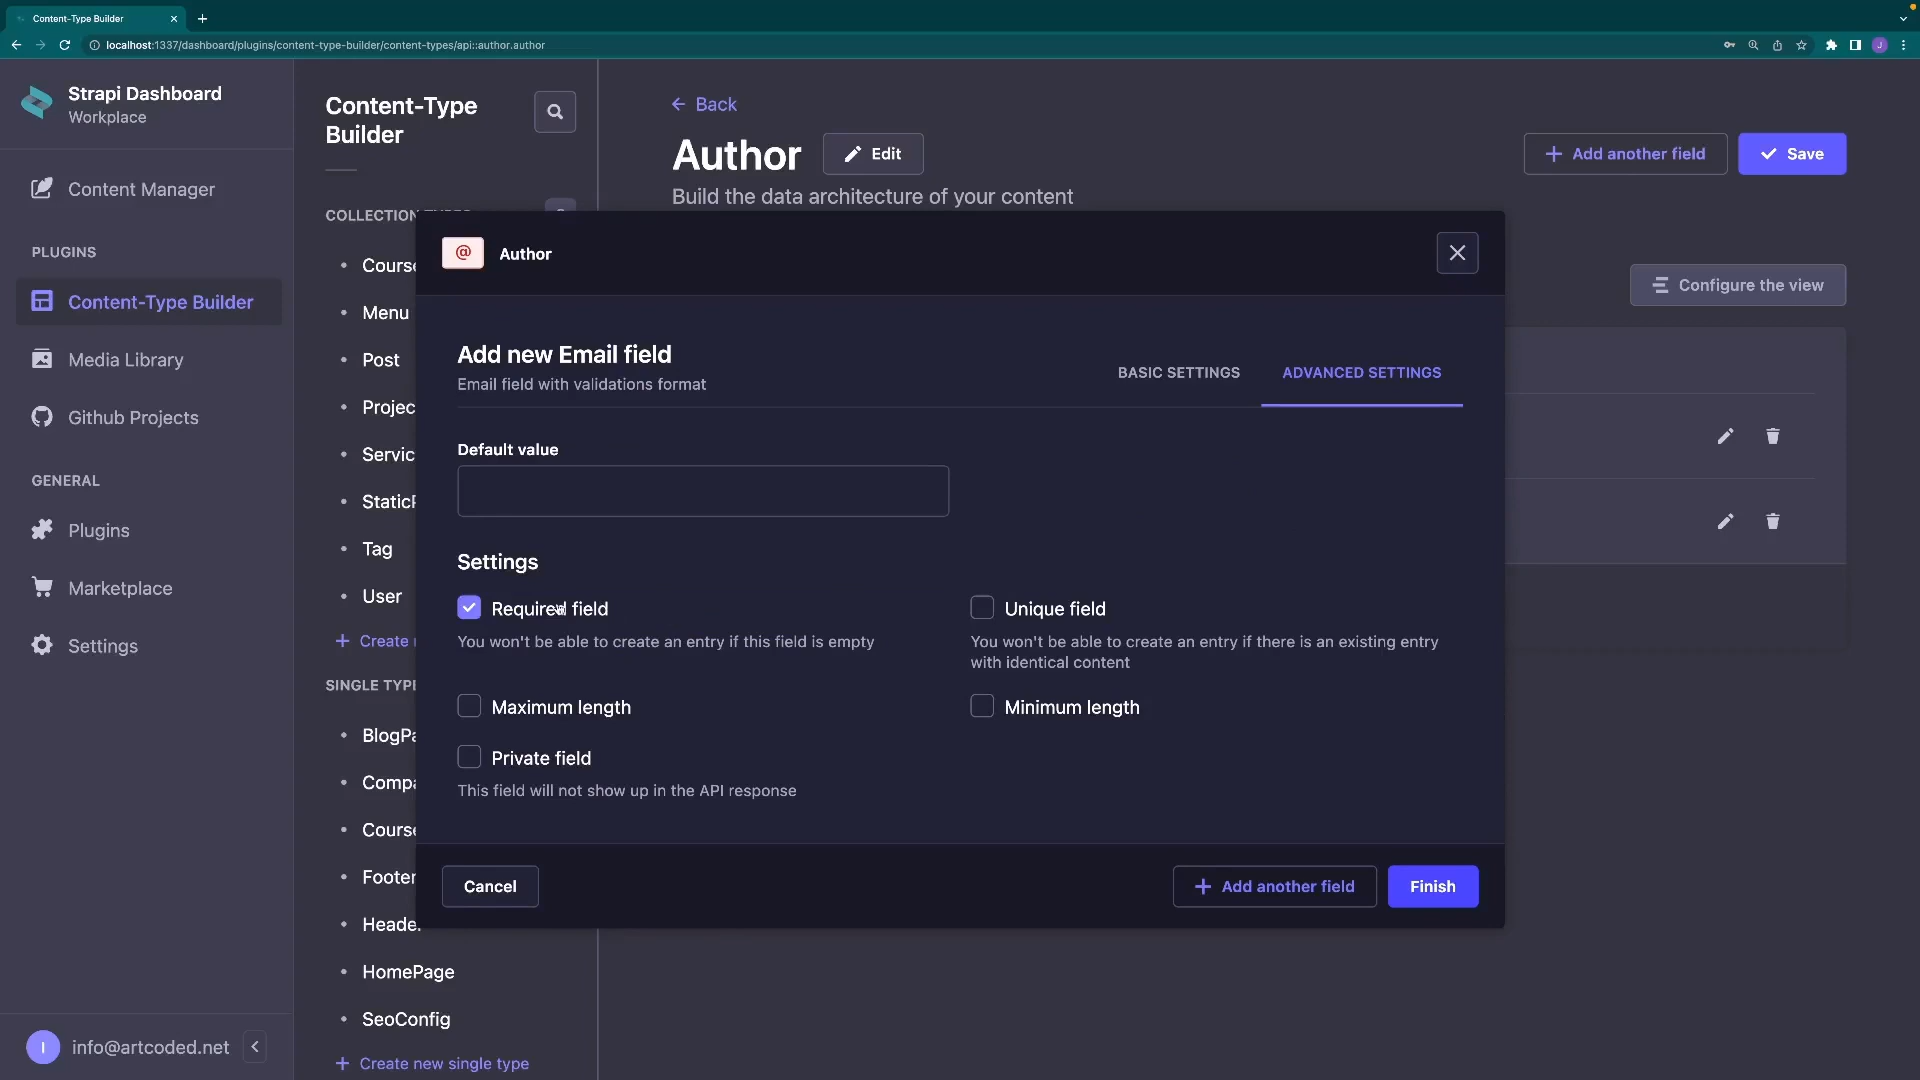 Content-Type Builder
localhost:1337/dashboard/plugins/content-type-builder/content-types/api::author.author
J
Strapi Dashboard
Workplace
Content Manager
PLUGINS
Content-Type Builder
Media Library
Github Projects
GENERAL
Plugins
Marketplace
Settings
I
info@artcoded.net
Content-Type
Builder
COLLECTION TYPES
Course
Menu
Post
Projec
Servic
StaticP
Tag
User
Create
SINGLE TYPE
BlogPa
Compa
Course
Footer
Header
HomePage
SeoConfig
Create new single type
Back
Author
Edit
Build the data architecture of your content
Add another field
Save
Configure the view
@
Author
Add new Email field
Email field with validations format
BASIC SETTINGS
ADVANCED SETTINGS
Default value
Settings
Required field
You won't be able to create an entry if this field is empty
Unique field
You won't be able to create an entry if there is an existing entry
with identical content
Maximum length
Minimum length
Private field
This field will not show up in the API response
Cancel
Add another field
Finish